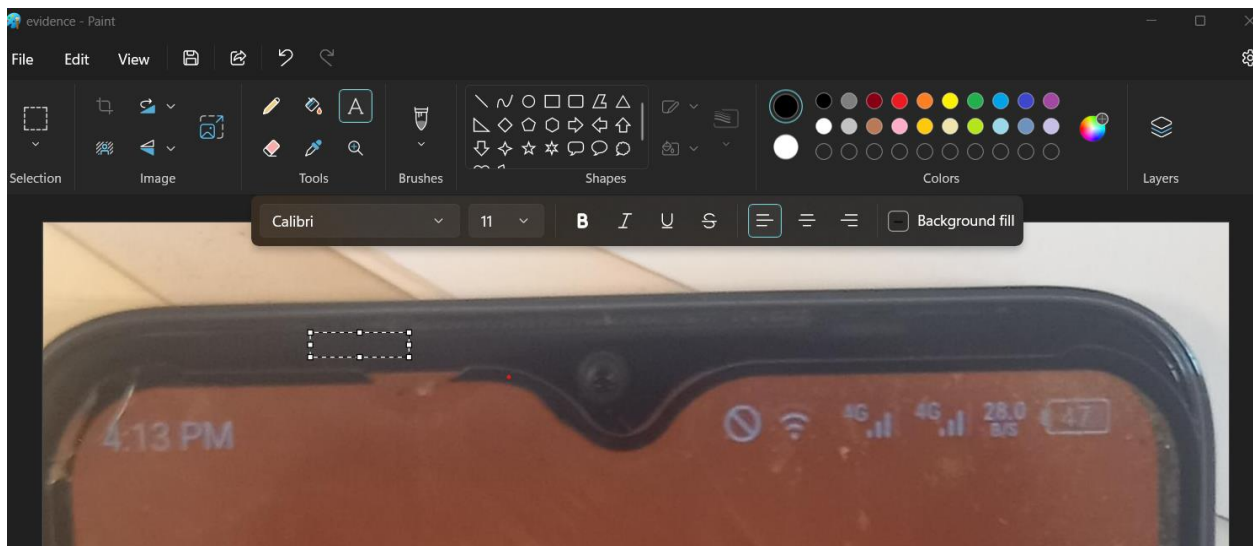 evidence - Paint
File Edit View
Selection Image Tools Brushes Shapes Colors Layers
Calibri 11 B I U S Background fill
4:13 PM 4G 4G 28.0 B/S 47